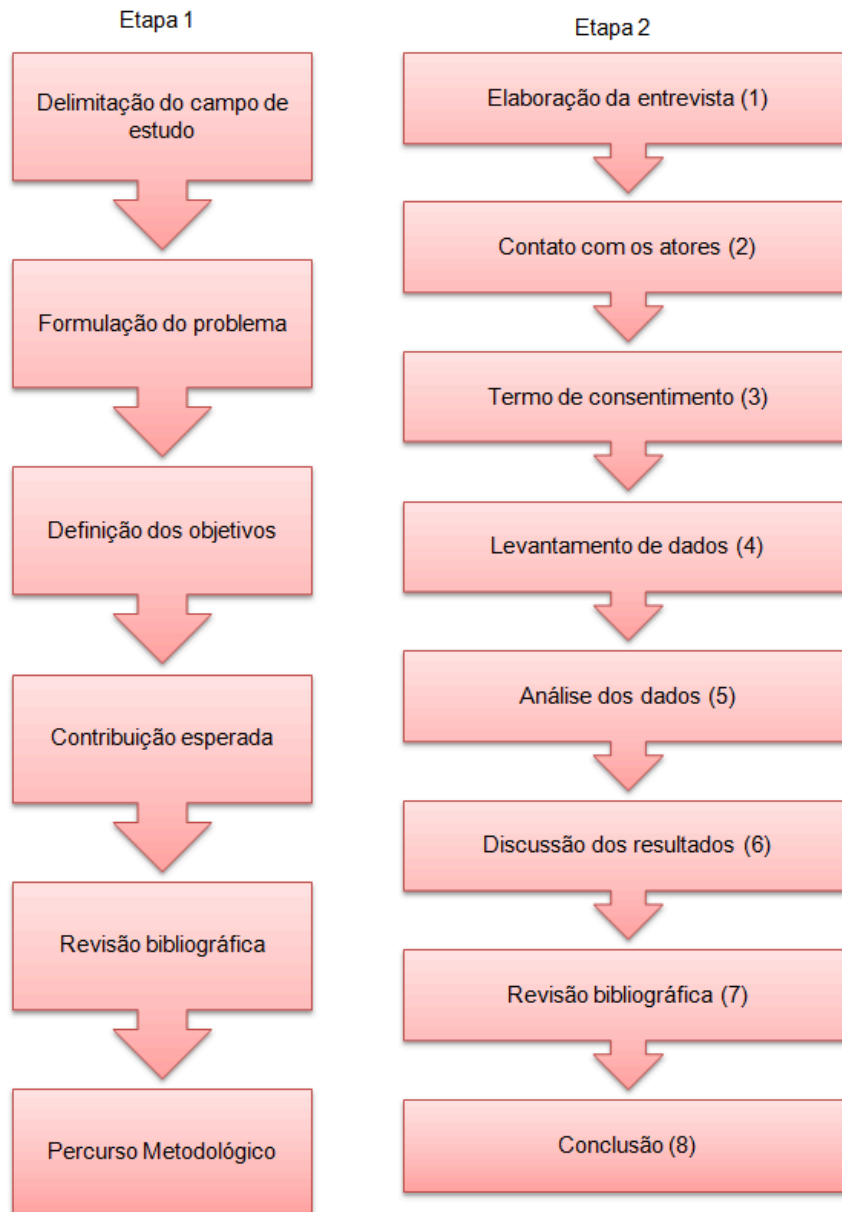 Etapa 1
Delimitação do campo de
estudo
Formulação do problema
Definição dos objetivos
Contribuição esperada
Revisão bibliográfica
Percurso Metodológico
Etapa 2
Elaboração da entrevista (1)
Contato com os atores (2)
Termo de consentimento (3)
Levantamento de dados (4)
Análise dos dados (5)
Discussão dos resultados (6)
Revisão bibliográfica (7)
Conclusão (8)